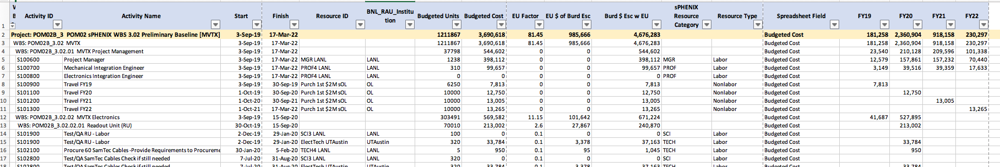 W B Activity ID Activity Name Start Finish Resource ID BNL_RAU_Institution Budgeted Units Budgeted Cost EU Factor EU $ of Burd Esc Burd $ Esc w EU sPHENIX Resource Category Resource Type Spreadsheet Field FY19 FY20 FY21 FY22
1
2 Project: POM02B_3 POM02 sPHENIX WBS 3.02 Preliminary Baseline [MVTX] 3-Sep-19 17-Mar-22 1211867 3,690,618 81.45 985,666 4,676,283 Budgeted Cost 181,258 2,360,904 918,158 230,297
3 WBS: POM02B_3.02 MVTX 3-Sep-19 17-Mar-22 1211867 3,690,618 81.45 985,666 4,676,283 Budgeted Cost 181,258 2,360,904 918,158 230,297
4 WBS: POM02B_3.02.01 MVTX Project Management 3-Sep-19 17-Mar-22 37798 544,602 0 0 544,602 Budgeted Cost 23,540 210,128 209,596 101,338
5 S100600 Project Manager 3-Sep-19 17-Mar-22 MGR LANL LANL 1238 398,112 0 0 398,112 MGR Labor Budgeted Cost 12,579 157,861 157,232 70,440
6 S100700 Mechanical Integration Engineer 3-Sep-19 17-Mar-22 PROF4 LANL LANL 310 99,657 0 0 99,657 PROF Labor Budgeted Cost 3,149 39,516 39,359 17,633
7 S100800 Electronics Integration Engineer 3-Sep-19 17-Mar-22 PROF4 LANL LANL 0 0 0 0 0 PROF Labor Budgeted Cost
8 S100900 Travel FY19 3-Sep-19 30-Sep-19 Purch 1st $2M sOL OL 6250 7,813 0 0 7,813 Nonlabor Budgeted Cost 7,813
9 S101100 Travel FY20 1-Oct-19 30-Sep-20 Purch 1st $2M sOL OL 10000 12,750 0 0 12,750 Nonlabor Budgeted Cost 12,750
10 S101200 Travel FY21 1-Oct-20 30-Sep-21 Purch 1st $2M sOL OL 10000 13,005 0 0 13,005 Nonlabor Budgeted Cost 13,005
11 S101300 Travel FY22 1-Oct-21 17-Mar-22 Purch 1st $2M sOL OL 10000 13,265 0 0 13,265 Nonlabor Budgeted Cost 13,265
12 WBS: POM02B_3.02.02 MVTX Electronics 3-Sep-19 15-Sep-20 303491 569,582 11.15 101,642 671,224 Budgeted Cost 41,687 527,895
13 WBS: POM02B_3.02.02.01 Readout Unit (RU) 30-Oct-19 15-Sep-20 70010 213,002 2.6 27,867 240,870 Budgeted Cost 213,002
14 S101900 Test/QA RU - Labor 2-Dec-19 29-Jan-20 SCI3 LANL LANL 100 0 0.1 0 0 SCI Labor Budgeted Cost
15 S101900 Test/QA RU - Labor 2-Dec-19 29-Jan-20 ElectTech UTAustin UTAustin 320 33,784 0.1 3,378 37,163 TECH Labor Budgeted Cost 33,784
16 S102100 Procure 60 SamTec Cables -Provide Requirements to Procureme 30-Jan-20 5-Feb-20 TECH4 LANL LANL 5 950 0.1 95 1,045 TECH Labor Budgeted Cost 950
17 S102800 Test/QA SamTec Cables Check if still needed 7-Jul-20 31-Aug-20 SCI3 LANL LANL 320 0 0.1 0 0 SCI Labor Budgeted Cost
18 S102800 Test/QA SamTec Cables Check if still needed 7-Jul-20 31-Aug-20 ElectTech UTAustin UTAustin 320 33,784 0.1 3,378 37,163 TECH Labor Budgeted Cost 33,784